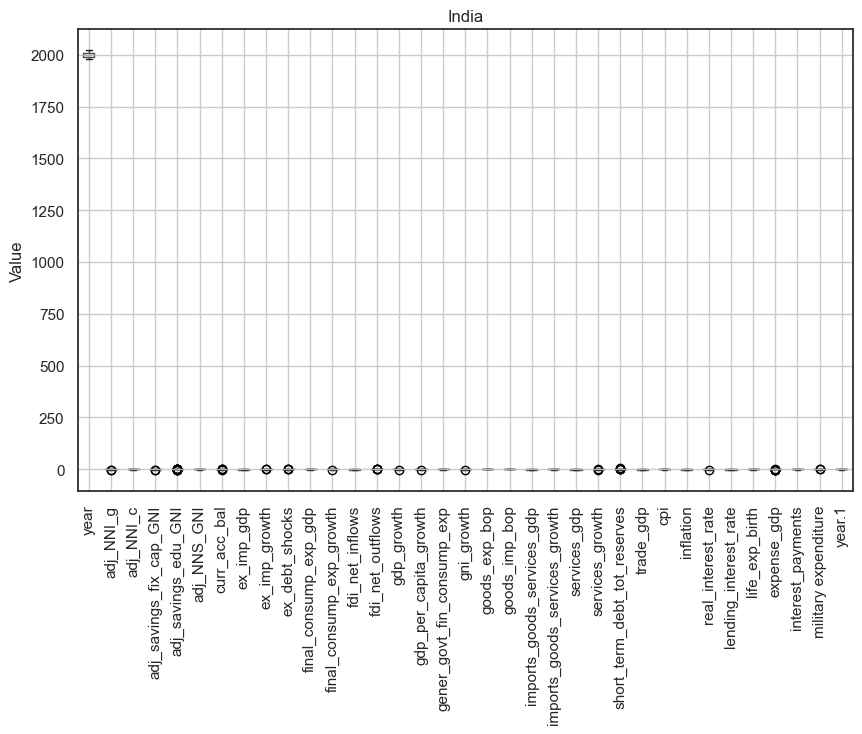 India
Value
2000
1750
1500
1250
1000
750
500
250
0
year
adj_NNI_g
adj_NNI_c
adj_savings_fix_cap_GNI
adj_savings_edu_GNI
adj_NNS_GNI
curr_acc_bal
ex_imp_gdp
ex_imp_growth
ex_debt_shocks
final_consump_exp_gdp
final_consump_exp_growth
fdi_net_inflows
fdi_net_outflows
gdp_growth
gdp_per_capita_growth
gener_govt_fin_consump_exp
gni_growth
goods_exp_bop
goods_imp_bop
imports_goods_services_gdp
imports_goods_services_growth
services_gdp
services_growth
short_term_debt_tot_reserves
trade_gdp
cpi
inflation
real_interest_rate
lending_interest_rate
life_exp_birth
expense_gdp
interest_payments
military expenditure
year.1